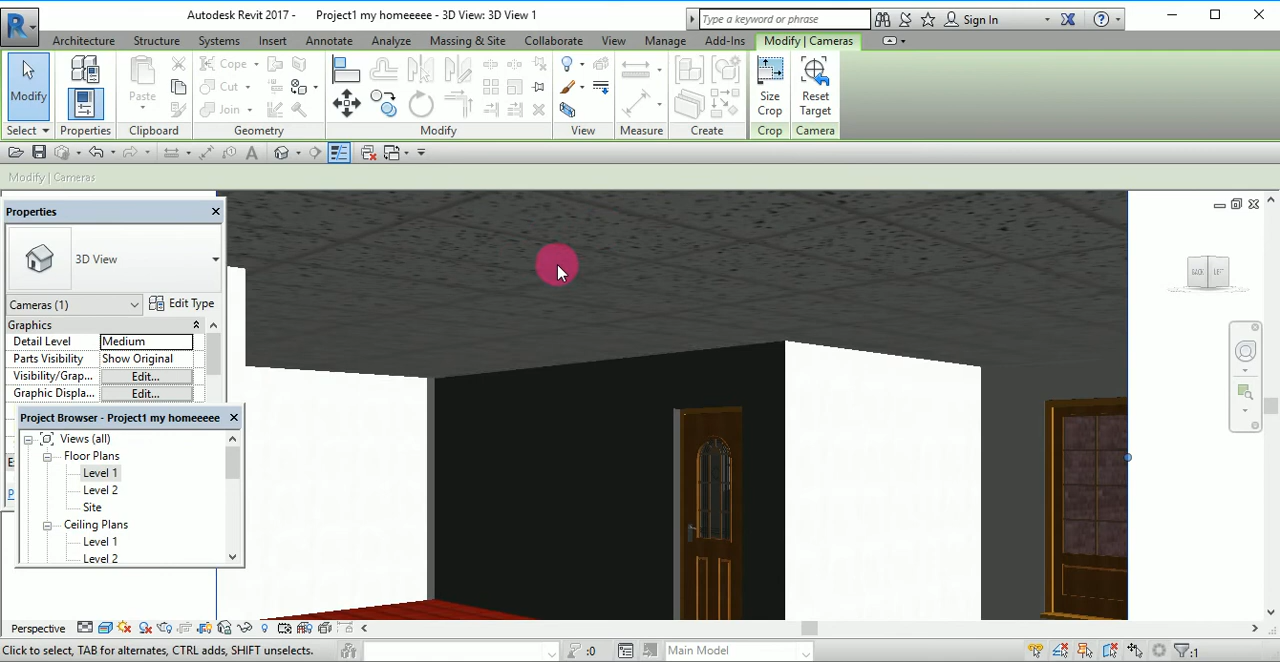 Autodesk Revit 2017 - Project1 my homeeeee - 3D View: 3D View 1
Type a keyword or phrase
Sign In
R
Architecture Structure Systems Insert Annotate Analyze Massing & Site Collaborate View Manage Add-Ins Modify | Cameras
Modify
Paste
Cope
Cut
Join
Size Crop
Reset Target
Select Properties Clipboard Geometry Modify View Measure Create Crop Camera
Modify | Cameras
Properties
3D View
Cameras (1)
Edit Type
Graphics
Detail Level Medium
Parts Visibility Show Original
Visibility/Grap... Edit...
Graphic Displa... Edit...
Project Browser - Project1 my homeeeee
Views (all)
Floor Plans
Level 1
Level 2
Site
Ceiling Plans
Level 1
Level 2
BACK LEFT
Perspective
Click to select, TAB for alternates, CTRL adds, SHIFT unselects.
:0
Main Model
:1